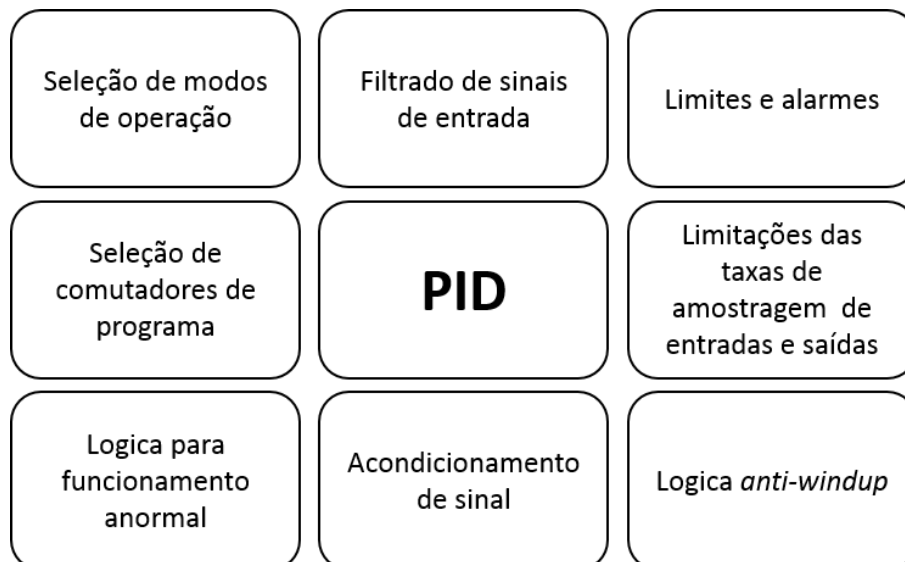 Seleção de modos
de operação
Filtrado de sinais
de entrada
Limites e alarmes
Seleção de
comutadores de
programa
PID
Limitações das
taxas de
amostragem de
entradas e saídas
Logica para
funcionamento
anormal
Acondicionamento
de sinal
Logica anti-windup